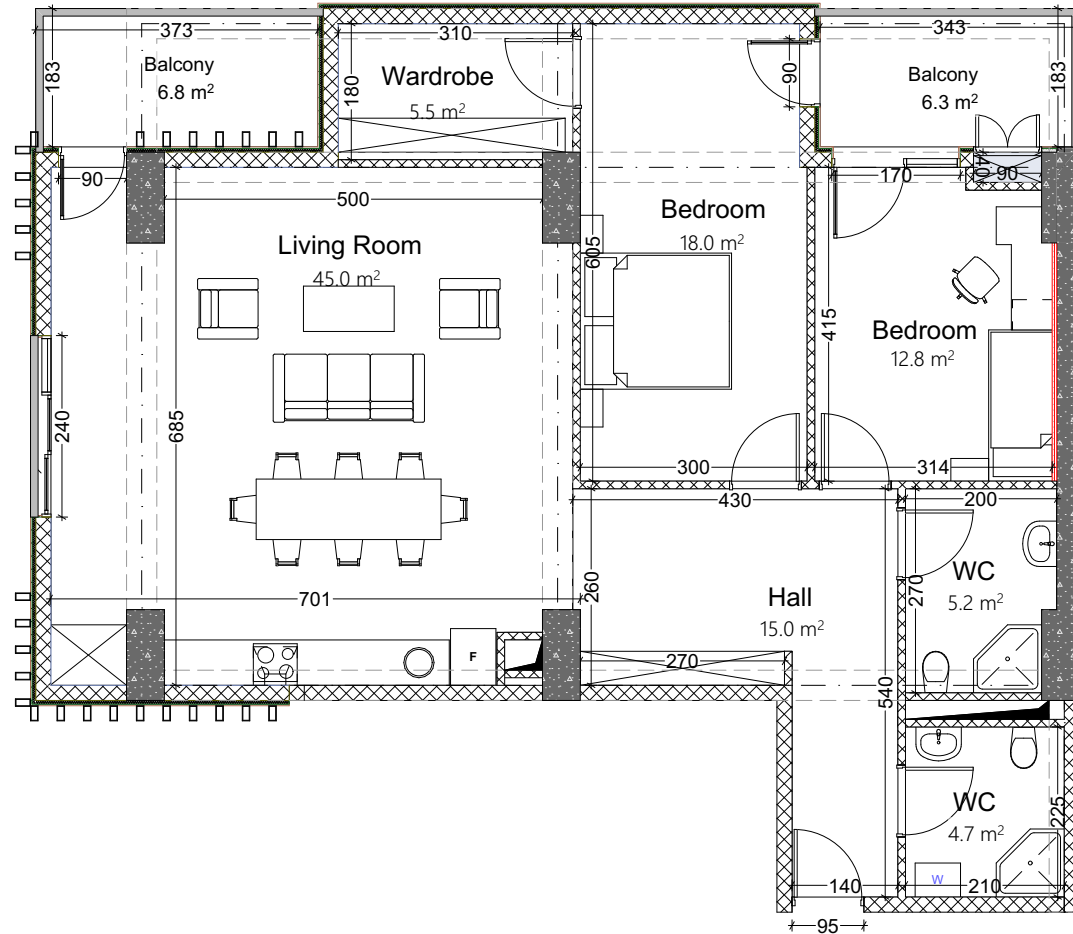 373
310
343
183
Balcony
6.8 m²
180
Wardrobe
5.5 m²
90
Balcony
6.3 m²
183
90
500
170
40
90
Living Room
45.0 m²
Bedroom
18.0 m²
605
415
Bedroom
12.8 m²
240
685
300
314
430
200
701
260
Hall
15.0 m²
270
WC
5.2 m²
F
270
540
WC
4.7 m²
225
W
140
210
95